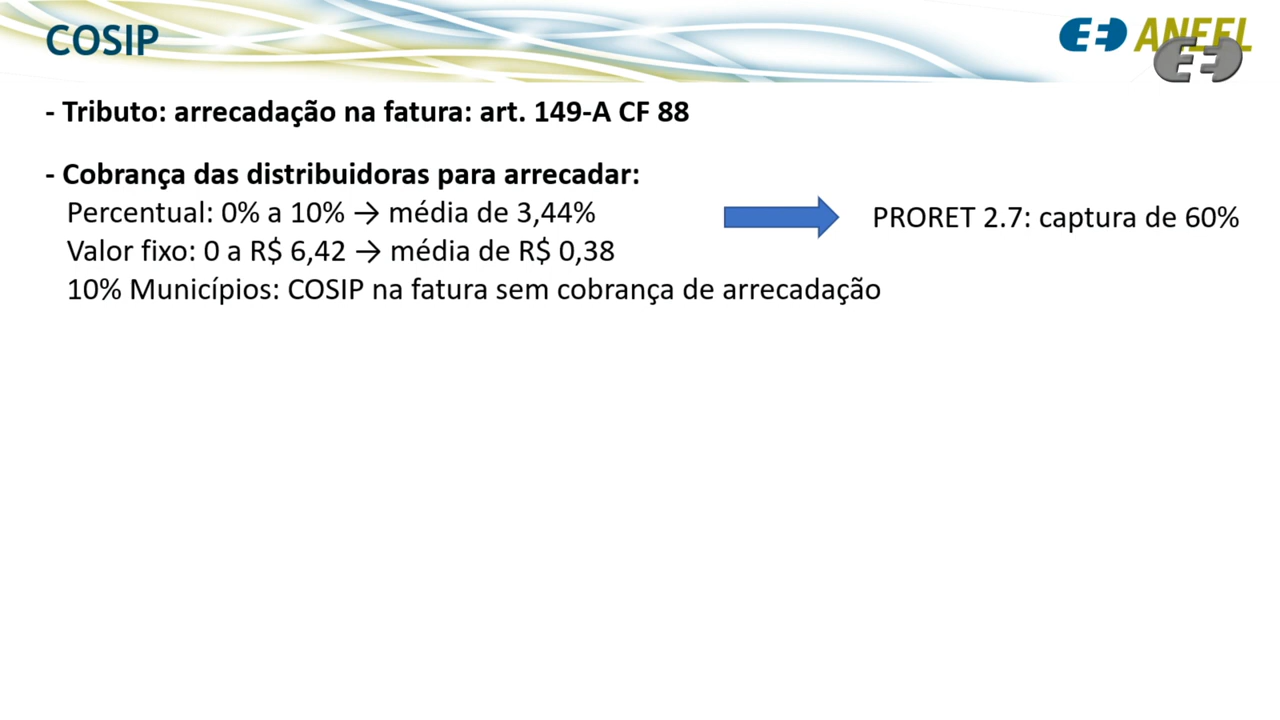 COSIP
ANEEL
- Tributo: arrecadação na fatura: art. 149-A CF 88
- Cobrança das distribuidoras para arrecadar:
Percentual: 0% a 10% → média de 3,44%
PRORET 2.7: captura de 60%
Valor fixo: 0 a R$ 6,42 → média de R$ 0,38
10% Municípios: COSIP na fatura sem cobrança de arrecadação